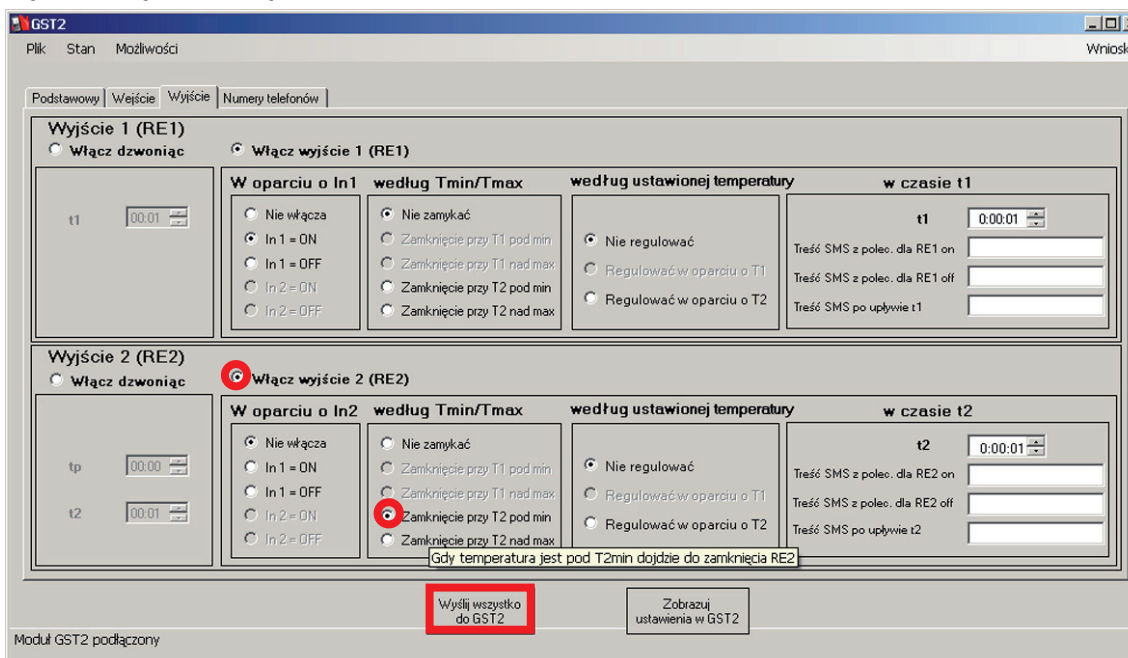 GST2
Plik Stan Możliwości Wniosk
Podstawowy Wejście Wyjście Numery telefonów
Wyjście 1 (RE1)
Włącz dzwoniąc Włącz wyjście 1 (RE1)
W oparciu o In1 według Tmin/Tmax według ustawionej temperatury w czasie t1
t1 00:01 Nie włącza Nie zamykać t1 0:00:01
In 1 = ON Zamknięcie przy T1 pod min Nie regulować Treść SMS z polec. dla RE1 on
In 1 = OFF Zamknięcie przy T1 nad max Regulować w oparciu o T1 Treść SMS z polec. dla RE1 off
In 2 = ON Zamknięcie przy T2 pod min Regulować w oparciu o T2 Treść SMS po upływie t1
In 2 = OFF Zamknięcie przy T2 nad max
Wyjście 2 (RE2)
Włącz dzwoniąc Włącz wyjście 2 (RE2)
W oparciu o In2 według Tmin/Tmax według ustawionej temperatury w czasie t2
Nie włącza Nie zamykać t2 0:00:01
tp 00:00 In 1 = ON Zamknięcie przy T1 pod min Nie regulować Treść SMS z polec. dla RE2 on
In 1 = OFF Zamknięcie przy T1 nad max Regulować w oparciu o T1 Treść SMS z polec. dla RE2 off
t2 00:01 In 2 = ON Zamknięcie przy T2 pod min Regulować w oparciu o T2 Treść SMS po upływie t2
In 2 = OFF Zamknięcie przy T2 nad max
Gdy temperatura jest pod T2min dojdzie do zamknięcia RE2
Wyślij wszystko Zobrazuj
do GST2 ustawienia w GST2
Moduł GST2 podłączony